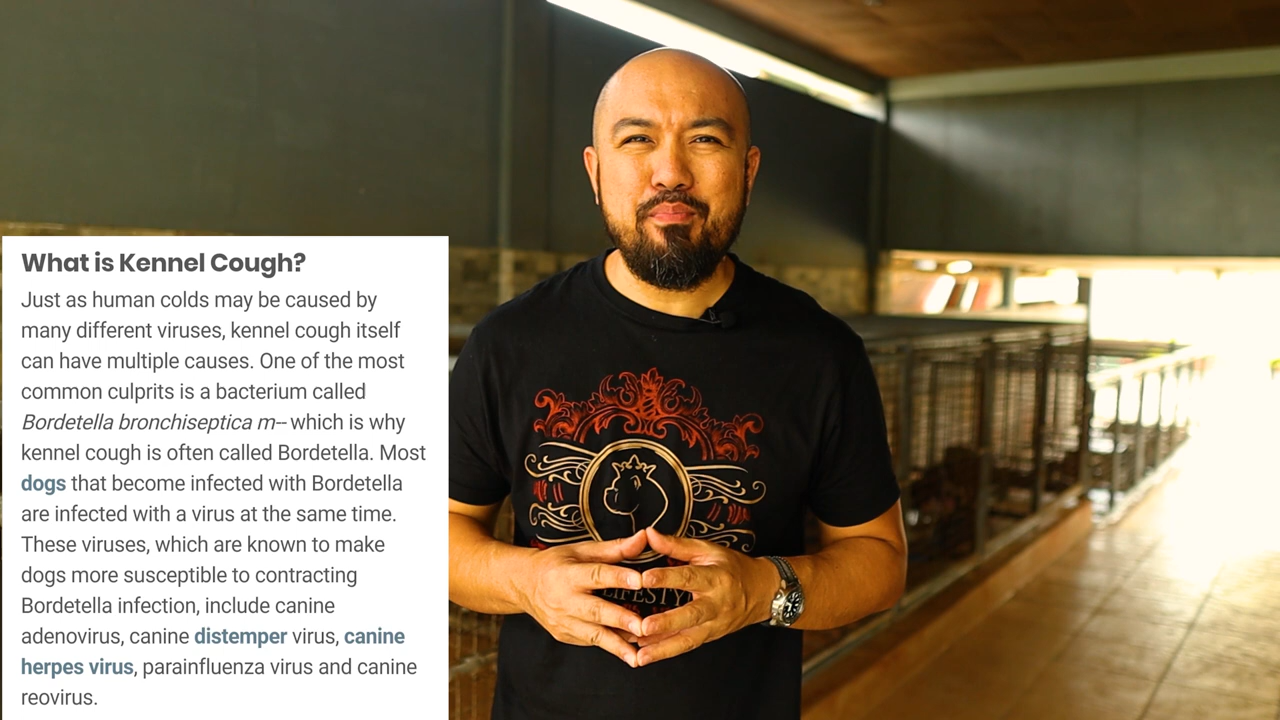 What is Kennel Cough?
Just as human colds may be caused by
many different viruses, kennel cough itself
can have multiple causes. One of the most
common culprits is a bacterium called
Bordetella bronchiseptica m-- which is why
kennel cough is often called Bordetella. Most
dogs that become infected with Bordetella
are infected with a virus at the same time.
These viruses, which are known to make
dogs more susceptible to contracting
Bordetella infection, include canine
adenovirus, canine distemper virus, canine
herpes virus, parainfluenza virus and canine
reovirus.